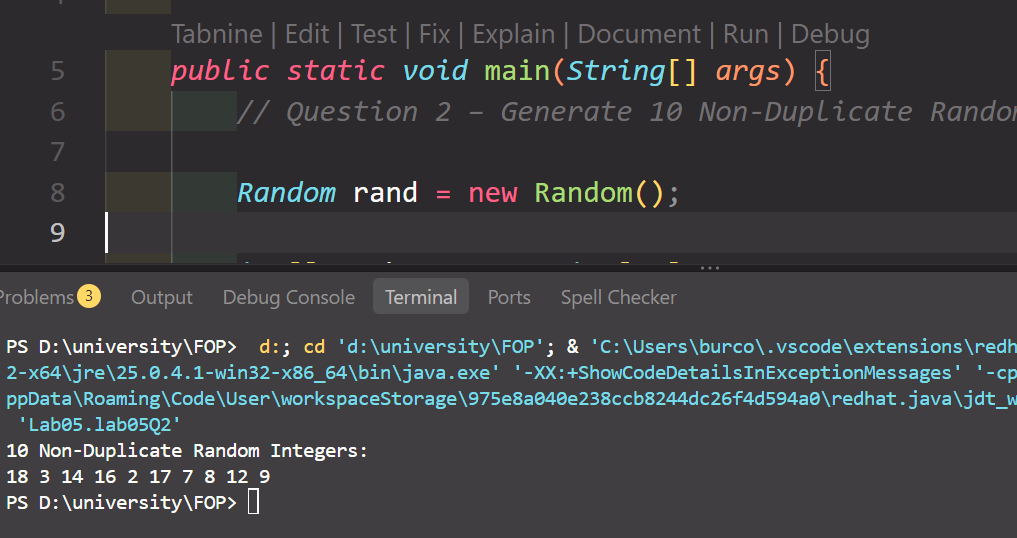 Tabnine | Edit | Test | Fix | Explain | Document | Run | Debug
5 public static void main(String[] args) {
6 // Question 2 – Generate 10 Non-Duplicate
7
8 Random rand = new Random();
9
Problems 3 Output Debug Console Terminal Ports Spell Checker
PS D:\university\FOP> d:; cd 'd:\university\FOP'; & 'C:\Users\burco\.vscode\extensions\redh
2-x64\jre\25.0.4.1-win32-x86_64\bin\java.exe' '-XX:+ShowCodeDetailsInExceptionMessages' '-cp
ppData\Roaming\Code\User\workspaceStorage\975e8a040e238ccb8244dc26f4d594a0\redhat.java\jdt_w
'Lab05.lab05Q2'
10 Non-Duplicate Random Integers:
18 3 14 16 2 17 7 8 12 9
PS D:\university\FOP>